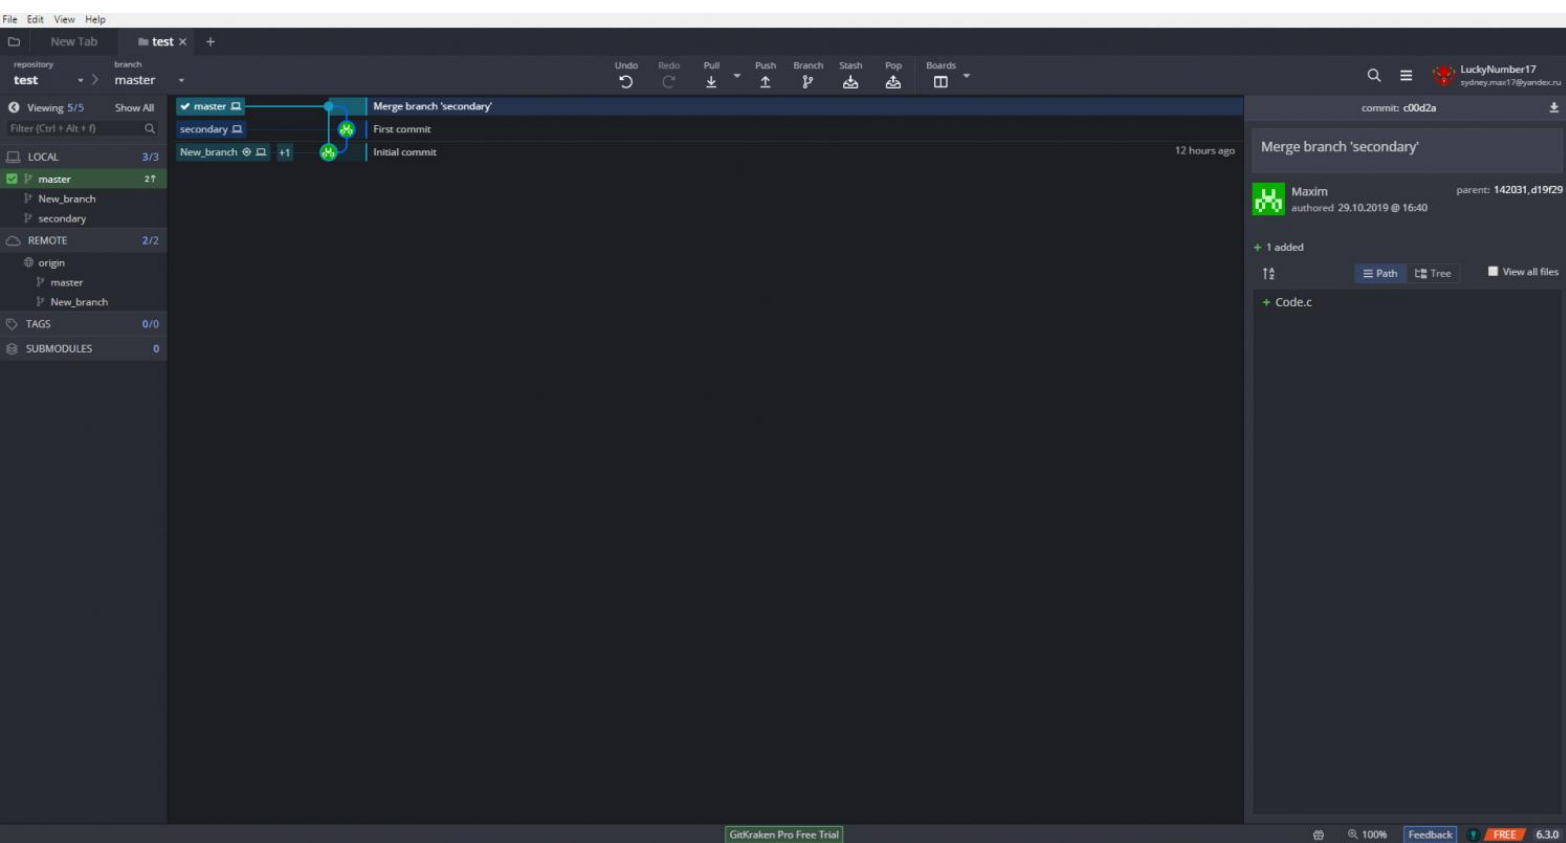 File Edit View Help
New Tab test × +
repository branch
test master
Undo Redo Pull Push Branch Stash Pop Boards
LuckyNumber17
sydney.max17@yandex.ru
Viewing 5/5 Show All
Filter (Ctrl + Alt + f)
LOCAL 3/3
master 2↑
New_branch
secondary
REMOTE 2/2
origin
master
New_branch
TAGS 0/0
SUBMODULES 0
master Merge branch 'secondary'
secondary First commit
New_branch +1 Initial commit 12 hours ago
commit: c00d2a
Merge branch 'secondary'
Maxim parent: 142031,d19f29
authored 29.10.2019 @ 16:40
+ 1 added
Path Tree View all files
+ Code.c
GitKraken Pro Free Trial
100% Feedback FREE 6.3.0